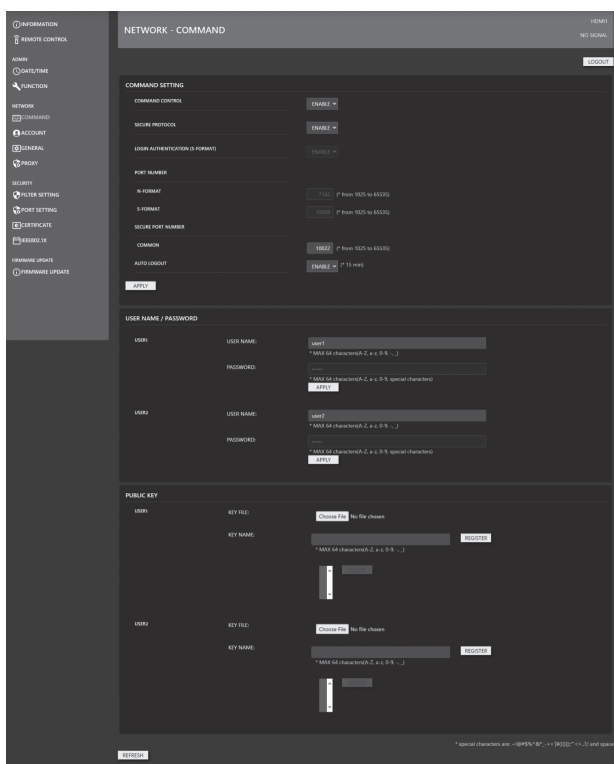 INFORMATION
REMOTE CONTROL
ADMIN
DATE/TIME
FUNCTION
NETWORK
COMMAND
ACCOUNT
GENERAL
PROXY
SECURITY
FILTER SETTING
PORT SETTING
CERTIFICATE
IEEE802.1X
FIRMWARE UPDATE
FIRMWARE UPDATE
NETWORK - COMMAND
HDMI1
NO SIGNAL
LOGOUT
COMMAND SETTING
COMMAND CONTROL ENABLE
SECURE PROTOCOL ENABLE
LOGIN AUTHENTICATION (S-FORMAT) ENABLE
PORT NUMBER
N-FORMAT 7142 (* from 1025 to 65535)
S-FORMAT (* from 1025 to 65535)
SECURE PORT NUMBER
COMMON 10022 (* from 1025 to 65535)
AUTO LOGOUT ENABLE (* 15 min)
APPLY
USER NAME / PASSWORD
USER1 USER NAME: user1
* MAX 64 characters(A-Z, a-z, 0-9, -, _)
PASSWORD:
* MAX 64 characters(A-Z, a-z, 0-9, special characters)
APPLY
USER2 USER NAME: user2
* MAX 64 characters(A-Z, a-z, 0-9, -, _)
PASSWORD:
* MAX 64 characters(A-Z, a-z, 0-9, special characters)
APPLY
PUBLIC KEY
USER1 KEY FILE: Choose File No file chosen
KEY NAME: REGISTER
* MAX 64 characters(A-Z, a-z, 0-9, -, _)
USER2 KEY FILE: Choose File No file chosen
KEY NAME: REGISTER
* MAX 64 characters(A-Z, a-z, 0-9, -, _)
* special characters are: and space
REFRESH